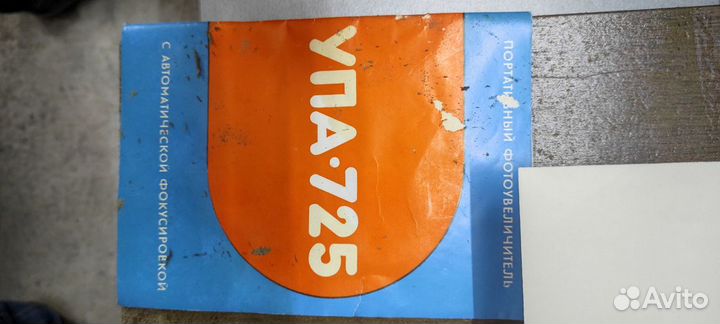 ПОРТАТИВНЫЙ ФОТОУВЕЛИЧИТЕЛЬ
УПА·725
С АВТОМАТИЧЕСКОЙ ФОКУСИРОВКОЙ
Avito